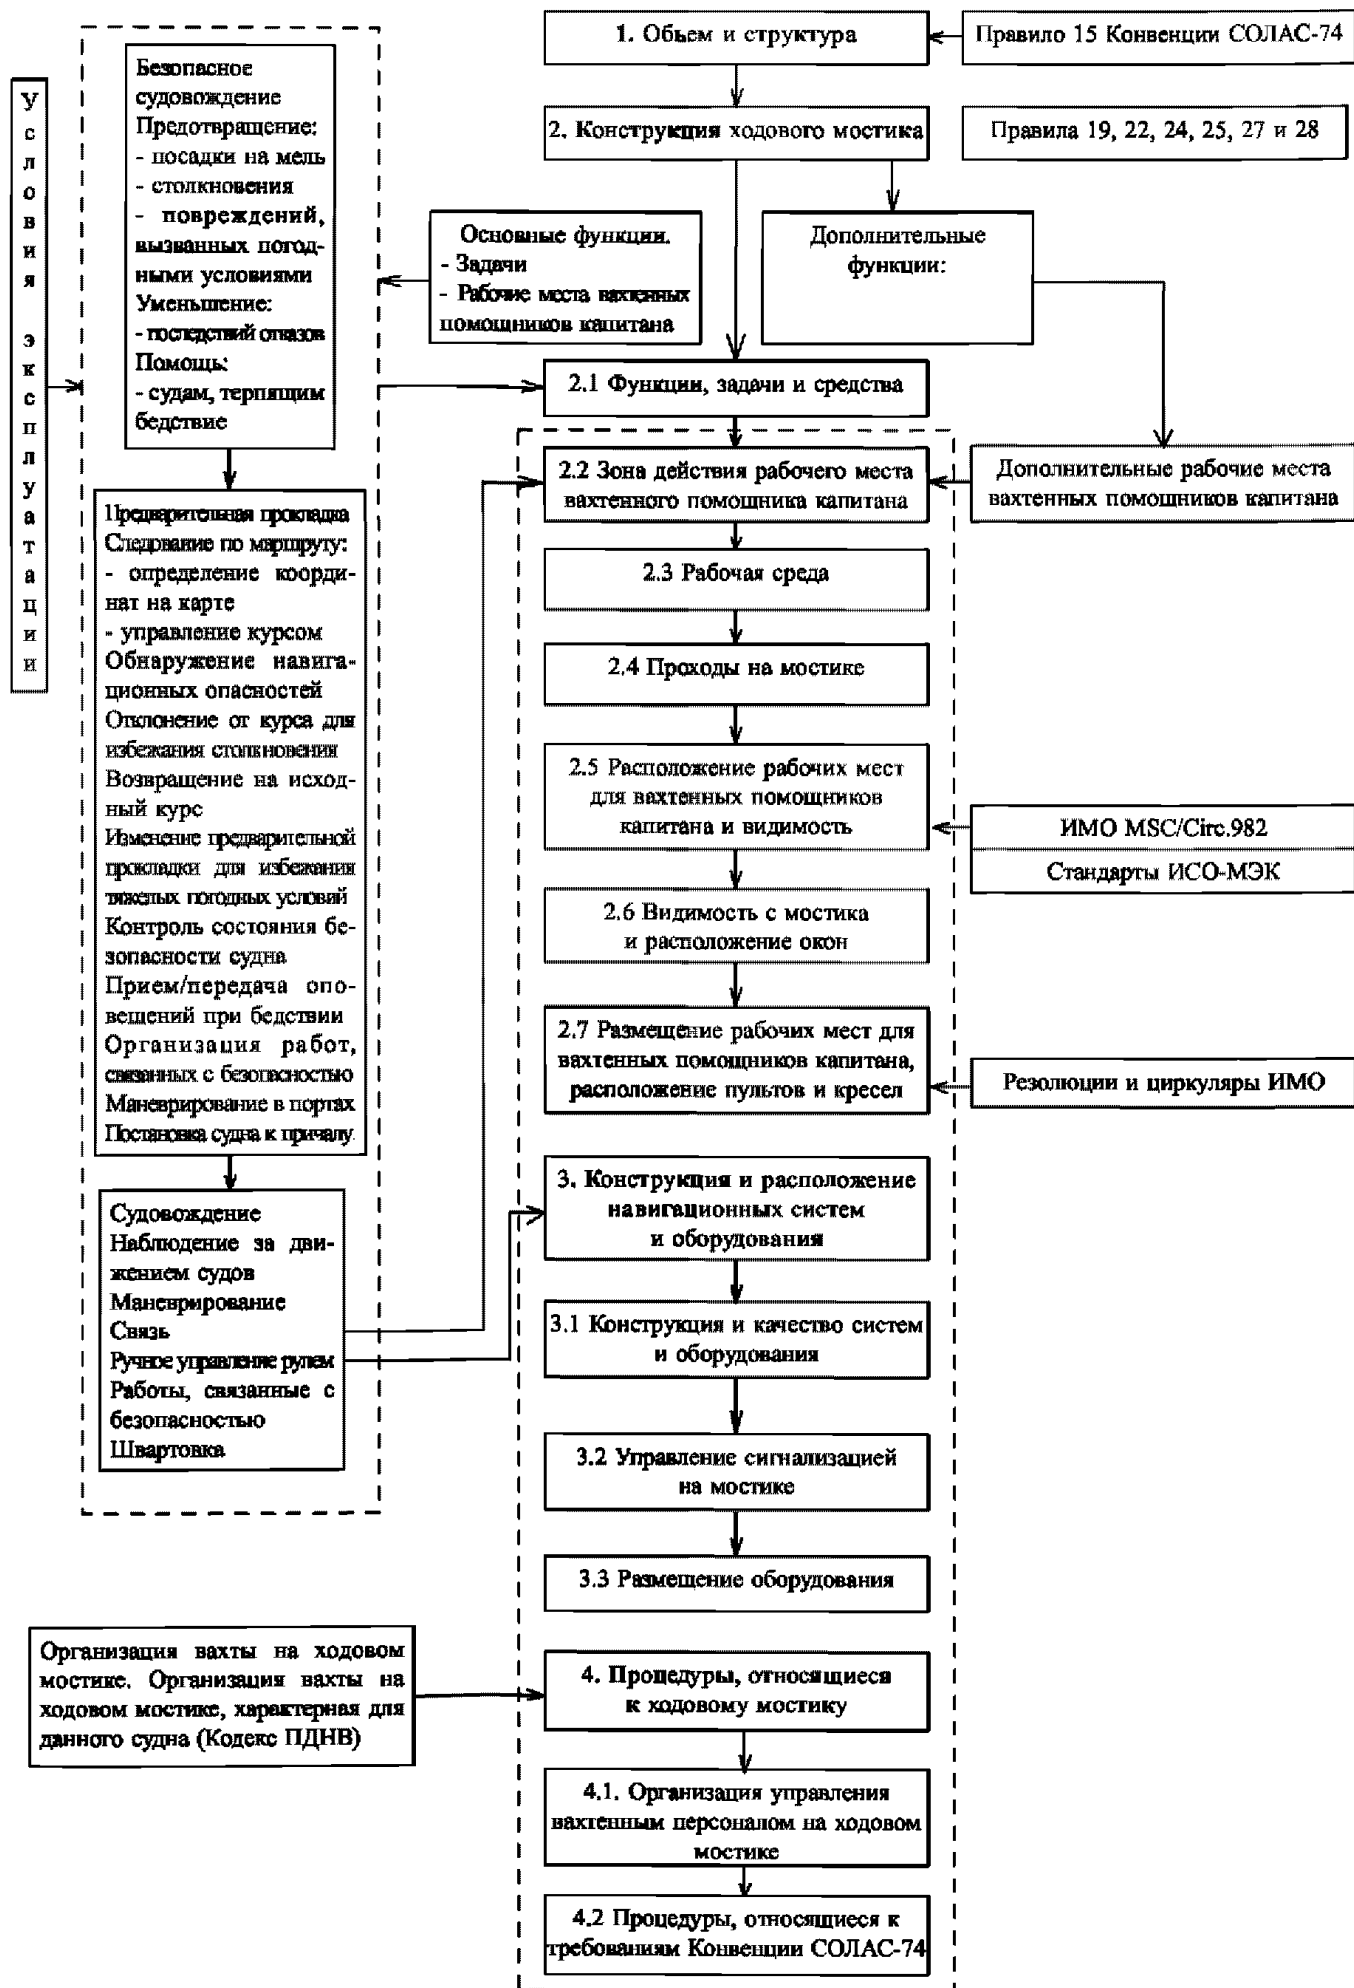 1. Обьем и структура
Правило 15 Конвенции СОЛАС-74
2. Конструкция ходового мостика
Правила 19, 22, 24, 25, 27 и 28
Условия эксплуатации
Безопасное
судовождение
Предотвращение:
- посадки на мель
- столкновения
- повреждений,
вызванных погод-
ными условиями
Уменьшение:
- последствий отказов
Помощь:
- судам, терпящим
бедствие
Основные функции.
- Задачи
- Рабочие места вахтенных
помощников капитана
Дополнительные
функции:
2.1 Функции, задачи и средства
2.2 Зона действия рабочего места
вахтенного помощника капитана
Дополнительные рабочие места
вахтенных помощников капитана
Предварительная прокладка
Следование по маршруту:
- определение коорди-
нат на карте
- управление курсом
Обнаружение навига-
ционных опасностей
Отклонение от курса для
избежания столкновения
Возвращение на исход-
ный курс
Изменение предварительной
прокладки для избежания
тяжелых погодных условий
Контроль состояния бе-
зопасности судна
Прием/передача опо-
вещений при бедствии
Организация работ,
связанных с безопасностью
Маневрирование в портах
Постановка судна к причалу
2.3 Рабочая среда
2.4 Проходы на мостике
2.5 Расположение рабочих мест
для вахтенных помощников
капитана и видимость
ИМО MSC/Circ.982
Стандарты ИСО-МЭК
2.6 Видимость с мостика
и расположение окон
2.7 Размещение рабочих мест для
вахтенных помощников капитана,
расположение пультов и кресел
Резолюции и циркуляры ИМО
Судовождение
Наблюдение за дви-
жением судов
Маневрирование
Связь
Ручное управление рулем
Работы, связанные с
безопасностью
Швартовка
3. Конструкция и расположение
навигационных систем
и оборудования
3.1 Конструкция и качество систем
и оборудования
3.2 Управление сигнализацией
на мостике
3.3 Размещение оборудования
Организация вахты на ходовом
мостике. Организация вахты на
ходовом мостике, характерная для
данного судна (Кодекс ПДНВ)
4. Процедуры, относящиеся
к ходовому мостику
4.1. Организация управления
вахтенным персоналом на ходовом
мостике
4.2 Процедуры, относящиеся к
требованиям Конвенции СОЛАС-74